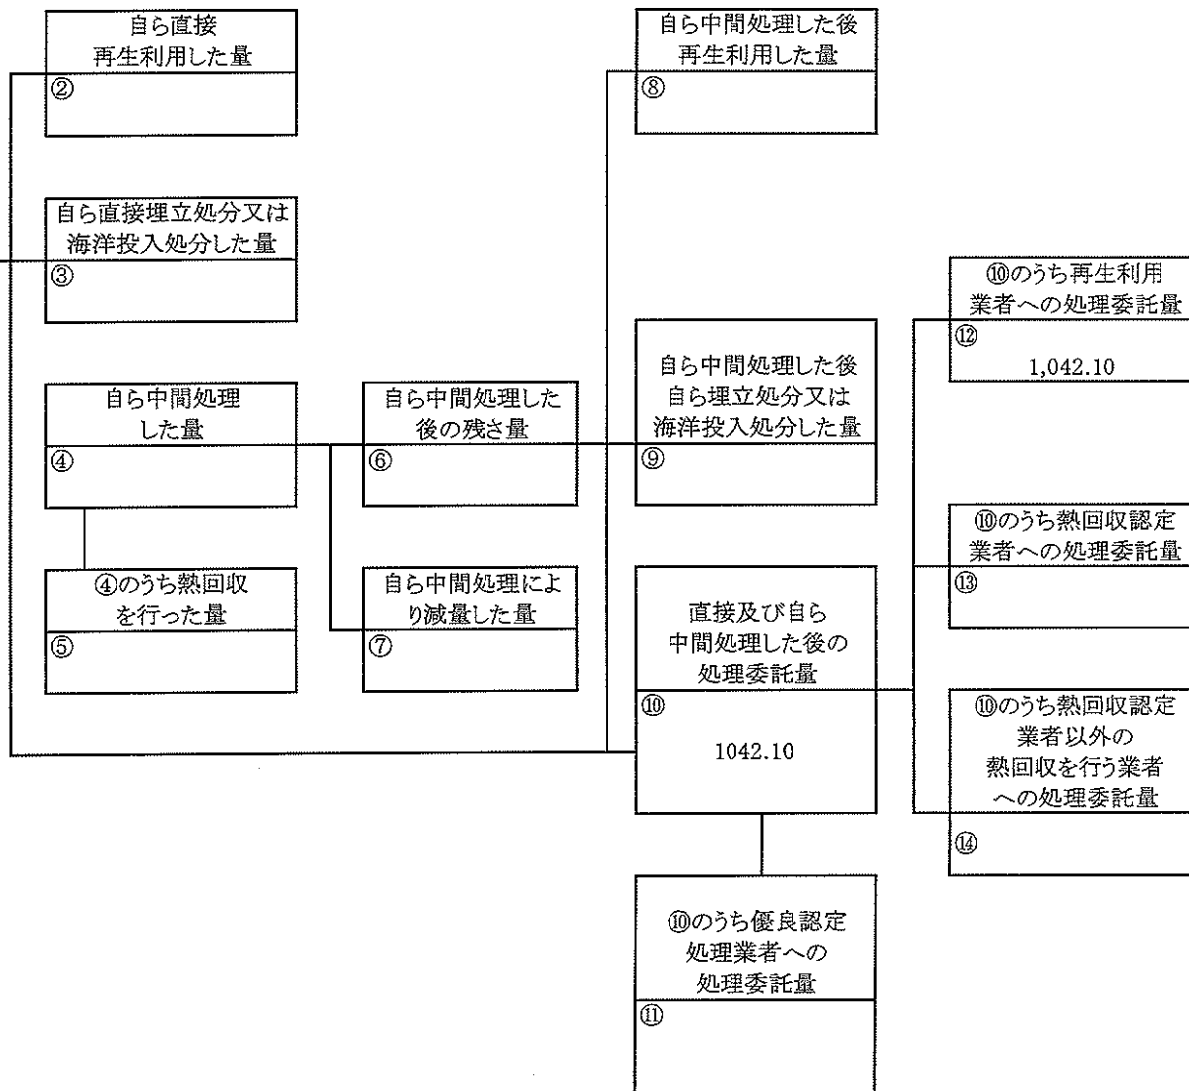 自ら直接
再生利用した量
②
自ら直接埋立処分又は
海洋投入処分した量
③
自ら中間処理
した量
④
④のうち熱回収
を行った量
⑤
自ら中間処理した
後の残さ量
⑥
自ら中間処理によ
り減量した量
⑦
自ら中間処理した後
再生利用した量
⑧
自ら中間処理した後
自ら埋立処分又は
海洋投入処分した量
⑨
直接及び自ら
中間処理した後の
処理委託量
⑩
1042.10
⑩のうち優良認定
処理業者への
処理委託量
⑪
⑩のうち再生利用
業者への処理委託量
⑫
1,042.10
⑩のうち熱回収認定
業者への処理委託量
⑬
⑩のうち熱回収認定
業者以外の
熱回収を行う業者
への処理委託量
⑭